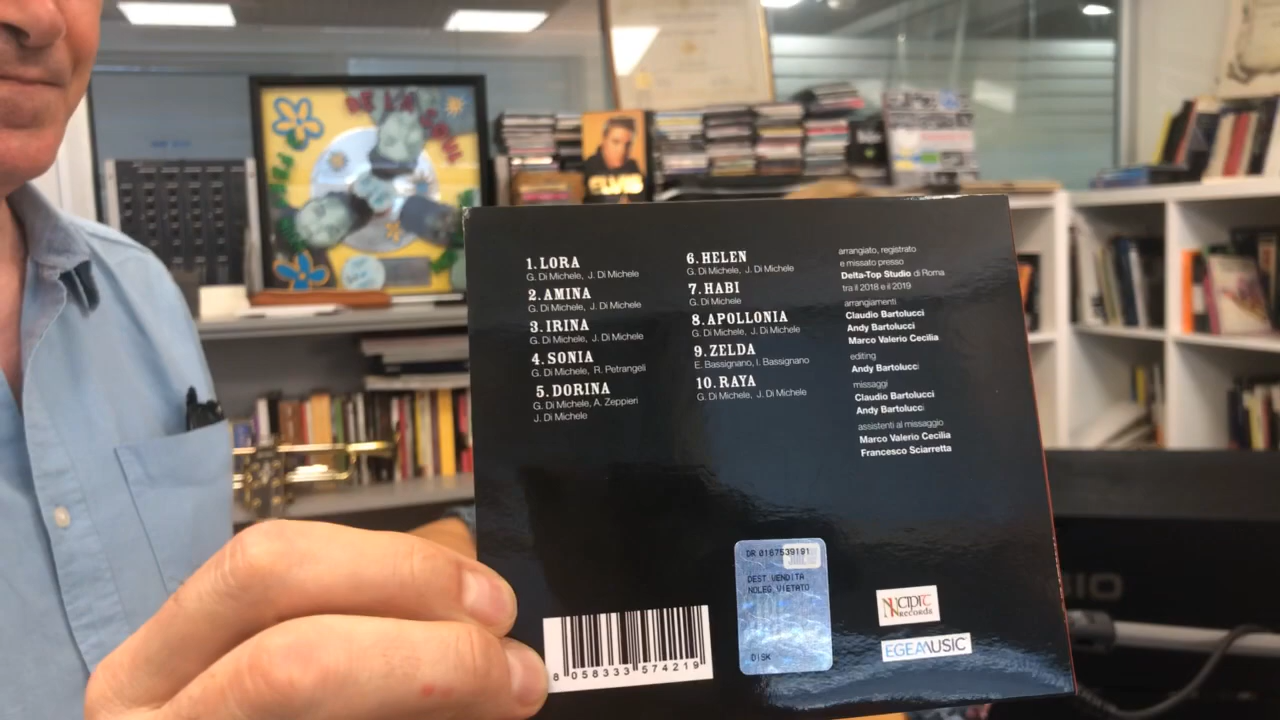 DE LA SOUL
ELVIS
1. LORA
G. Di Michele, J. Di Michele
2. AMINA
G. Di Michele, J. Di Michele
3. IRINA
G. Di Michele, J. Di Michele
4. SONIA
G. Di Michele, R. Petrangeli
5. DORINA
G. Di Michele, A. Zeppieri
J. Di Michele
6. HELEN
G. Di Michele, J. Di Michele
7. HABI
G. Di Michele
8. APOLLONIA
G. Di Michele, J. Di Michele
9. ZELDA
E. Bassignano, I. Bassignano
10. RAYA
G. Di Michele, J. Di Michele
arrangiato, registrato
e missato presso
Delta-Top Studio di Roma
tra il 2018 e il 2019
arrangiamenti
Claudio Bartolucci
Andy Bartolucci
Marco Valerio Cecilia
editing
Andy Bartolucci
missaggi
Claudio Bartolucci
Andy Bartolucci
assistenti al missaggio
Marco Valerio Cecilia
Francesco Sciarretta
DR 0167539191
DEST.VENDITA
NOLEG.VIETATO
DISK
8 058333 574219
RECORDS
EGEA MUSIC